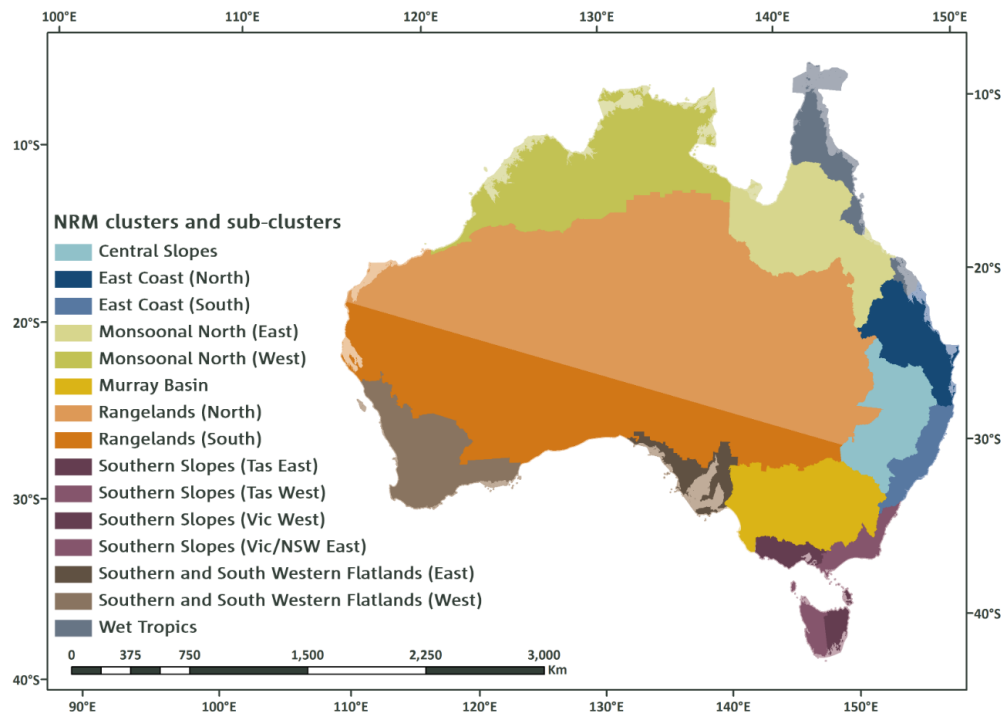 100°E 110°E 120°E 130°E 140°E 150°E
10°S
10°S
NRM clusters and sub-clusters
Central Slopes
East Coast (North)
East Coast (South)
Monsoonal North (East)
Monsoonal North (West)
Murray Basin
Rangelands (North)
Rangelands (South)
Southern Slopes (Tas East)
Southern Slopes (Tas West)
Southern Slopes (Vic West)
Southern Slopes (Vic/NSW East)
Southern and South Western Flatlands (East)
Southern and South Western Flatlands (West)
Wet Tropics
0 375 750 1,500 2,250 3,000
Km
20°S
20°S
30°S
30°S
40°S
40°S
90°E 100°E 110°E 120°E 130°E 140°E 150°E